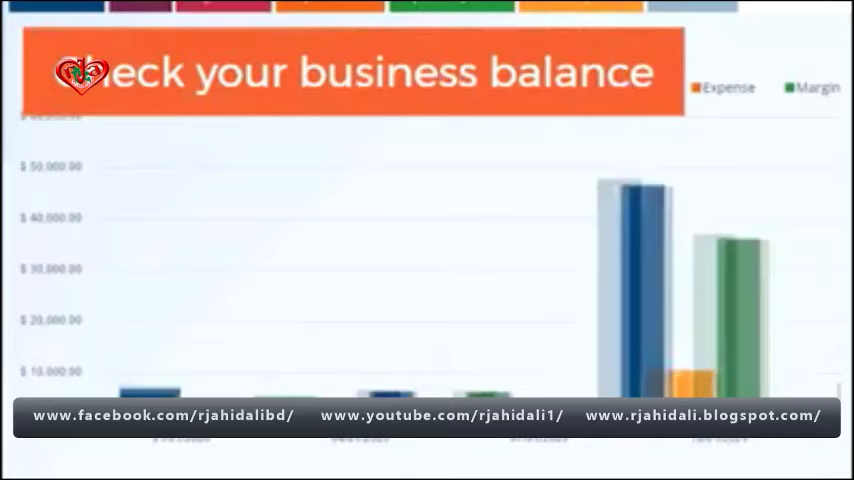 Check your business balance
Expense
Margin
$ 50,000.00
$ 40,000.00
$ 30,000.00
$ 20,000.00
$ 10,000.00
www.facebook.com/rjahidalibd/ www.youtube.com/rjahidali1/ www.rjahidali.blogspot.com/